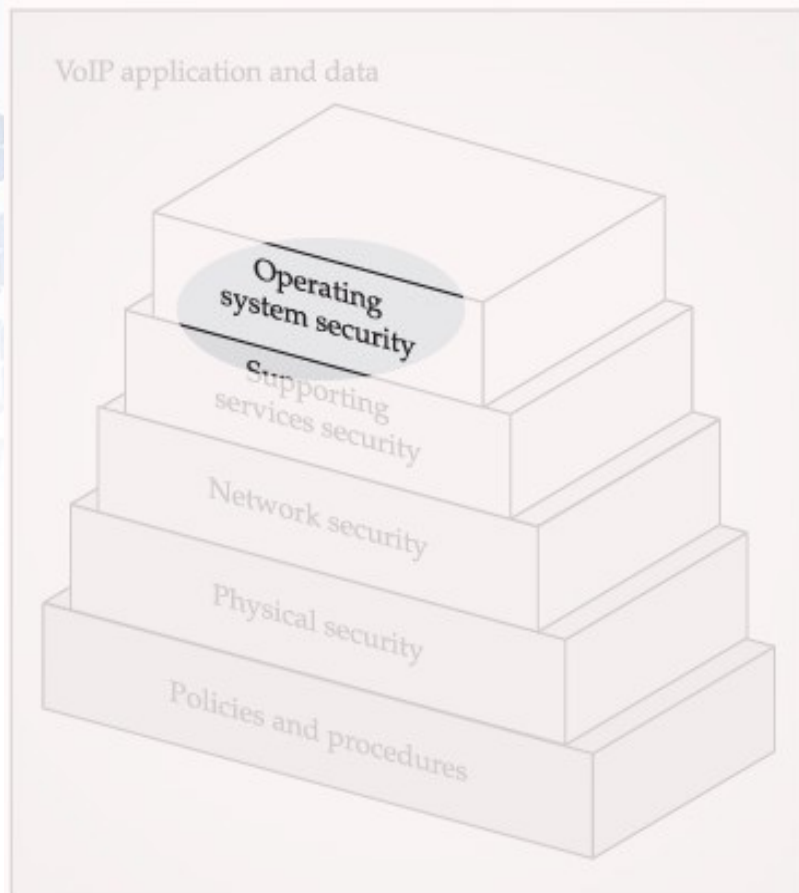 VoIP application and data
Operating
system security
Supporting
services security
Network security
Physical security
Policies and procedures